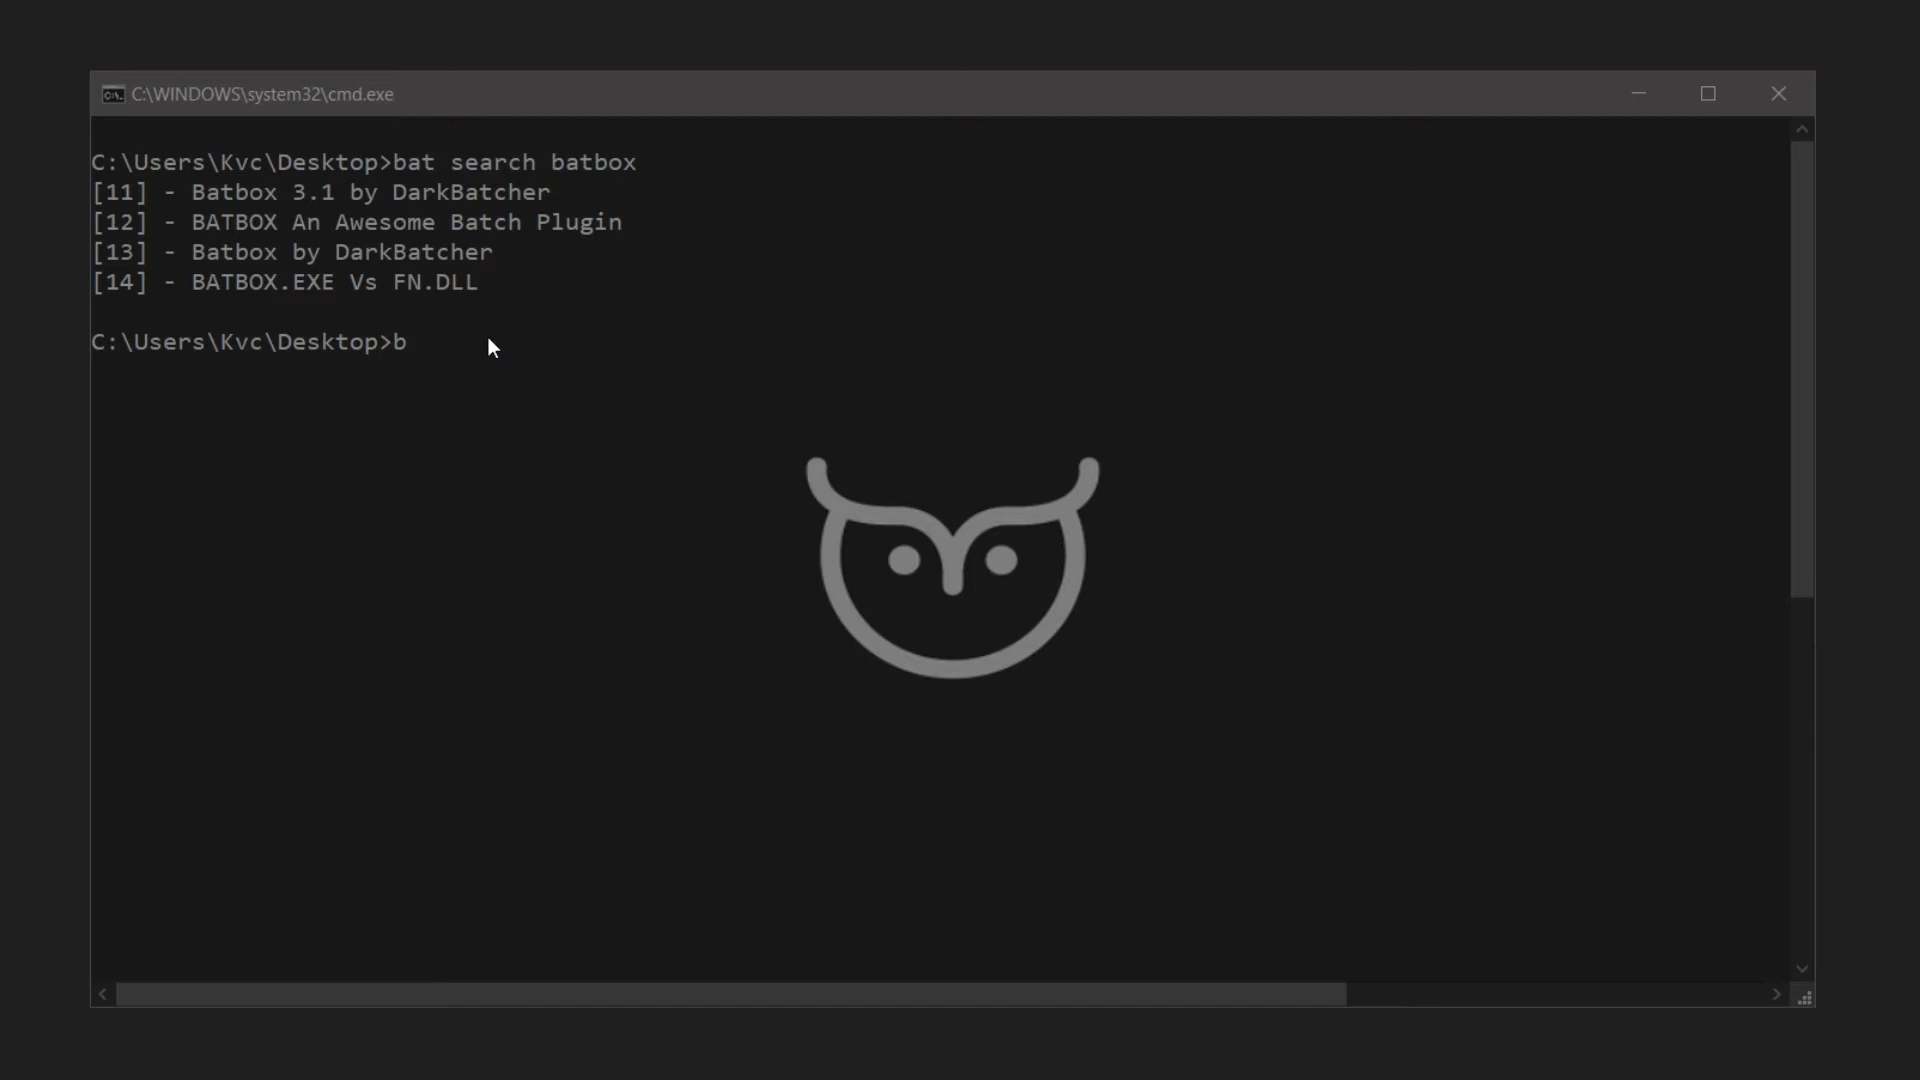 C:\WINDOWS\system32\cmd.exe
C:\Users\Kvc\Desktop>bat search batbox
[11] - Batbox 3.1 by DarkBatcher
[12] - BATBOX An Awesome Batch Plugin
[13] - Batbox by DarkBatcher
[14] - BATBOX.EXE Vs FN.DLL
C:\Users\Kvc\Desktop>b